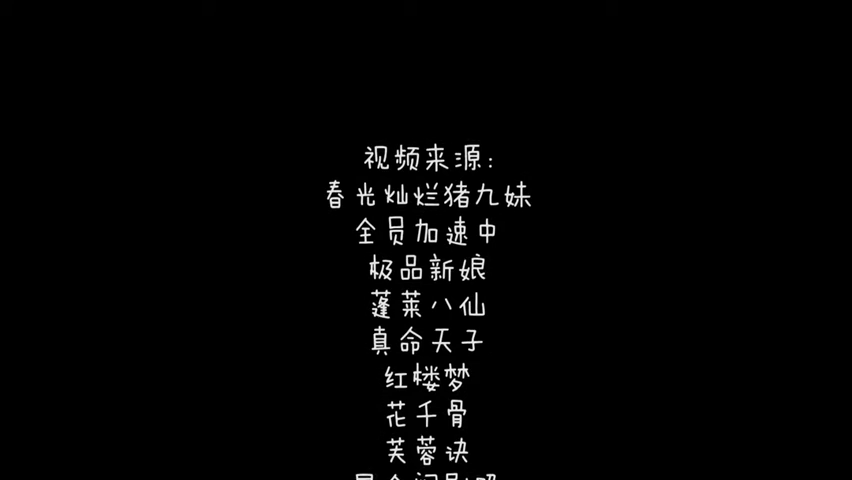 视频来源:
春光灿烂猪九妹
全员加速中
极品新娘
蓬莱八仙
真命天子
红楼梦
花千骨
芙蓉诀